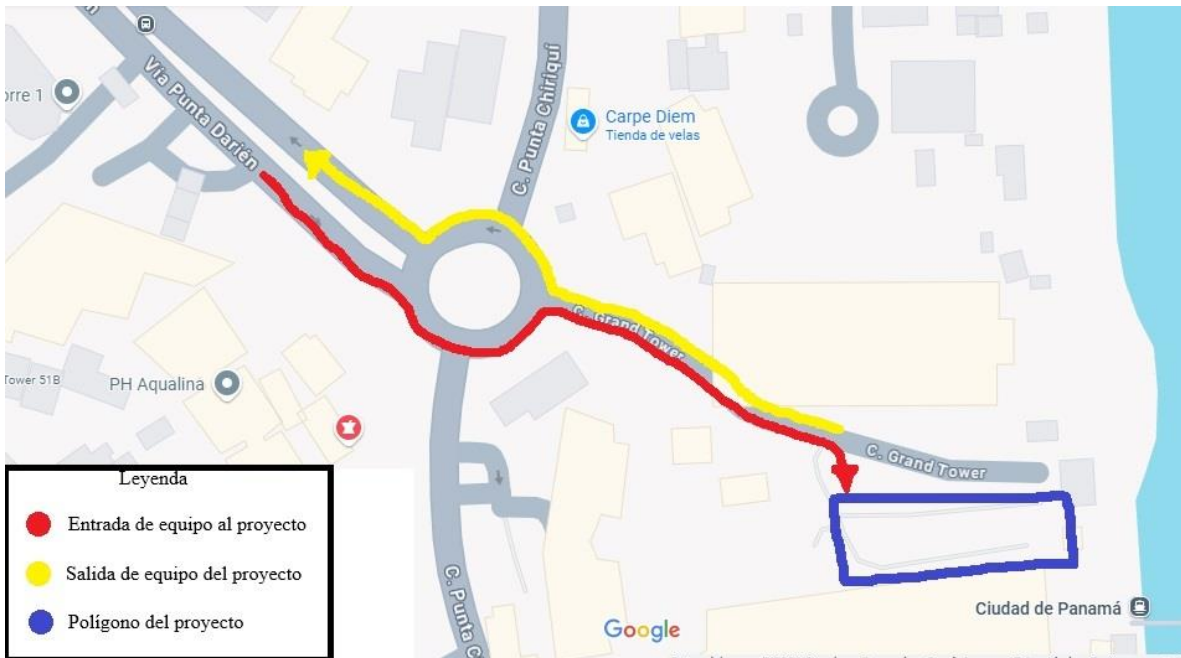 orre 1
Vía Punta Darién
C. Punta Chiriquí
Carpe Diem
Tienda de velas
C. Grand Tower
Tower 51B
PH Aqualina
C. Grand Tower
Leyenda
Entrada de equipo al proyecto
Salida de equipo del proyecto
Polígono del proyecto
C. Punta C
Google
Ciudad de Panamá